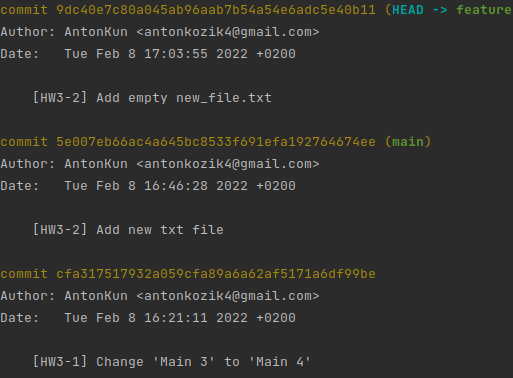 commit 9dc40e7c80a045ab96aab7b54a54e6adc5e40b11 (HEAD -> feature
Author: AntonKun <antonkozik4@gmail.com>
Date:   Tue Feb 8 17:03:55 2022 +0200
[HW3-2] Add empty new_file.txt
commit 5e007eb66ac4a645bc8533f691efa192764674ee (main)
Author: AntonKun <antonkozik4@gmail.com>
Date:   Tue Feb 8 16:46:28 2022 +0200
[HW3-2] Add new txt file
commit cfa317517932a059cfa89a6a62af5171a6df99be
Author: AntonKun <antonkozik4@gmail.com>
Date:   Tue Feb 8 16:21:11 2022 +0200
[HW3-1] Change 'Main 3' to 'Main 4'